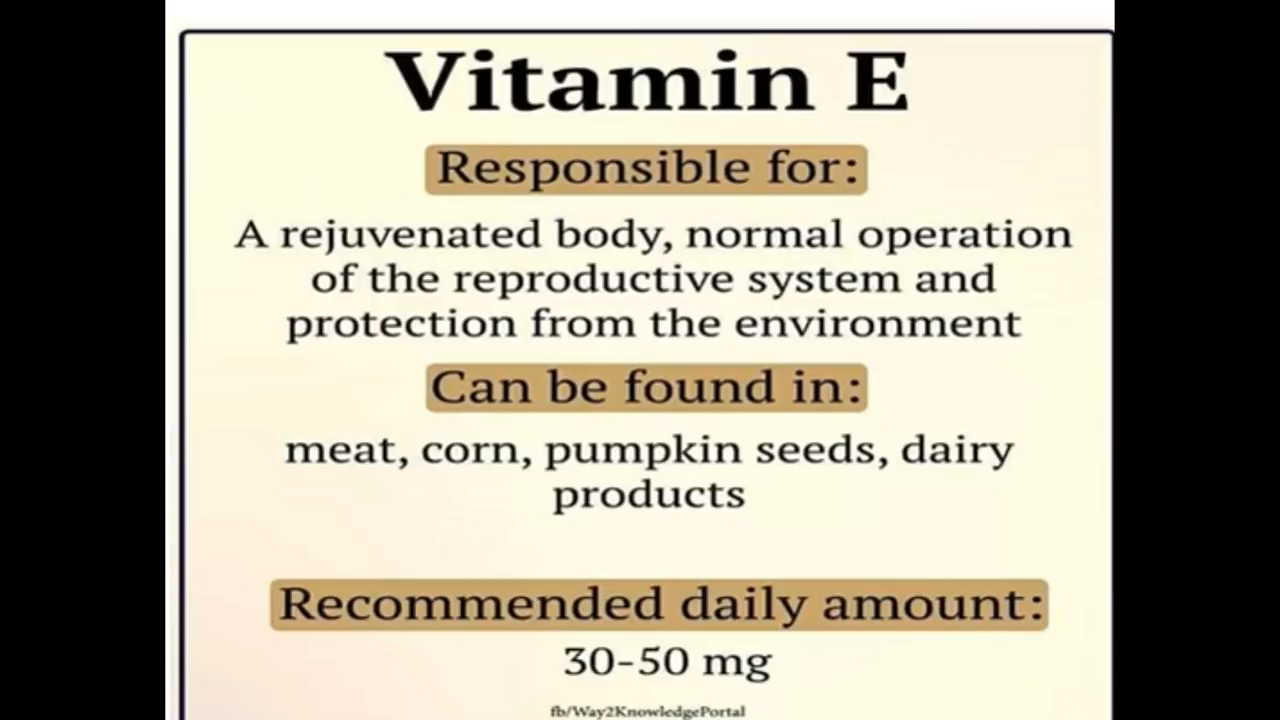 Vitamin E
Responsible for:
A rejuvenated body, normal operation
of the reproductive system and
protection from the environment
Can be found in:
meat, corn, pumpkin seeds, dairy
products
Recommended daily amount:
30-50 mg
fb/Way2KnowledgePortal